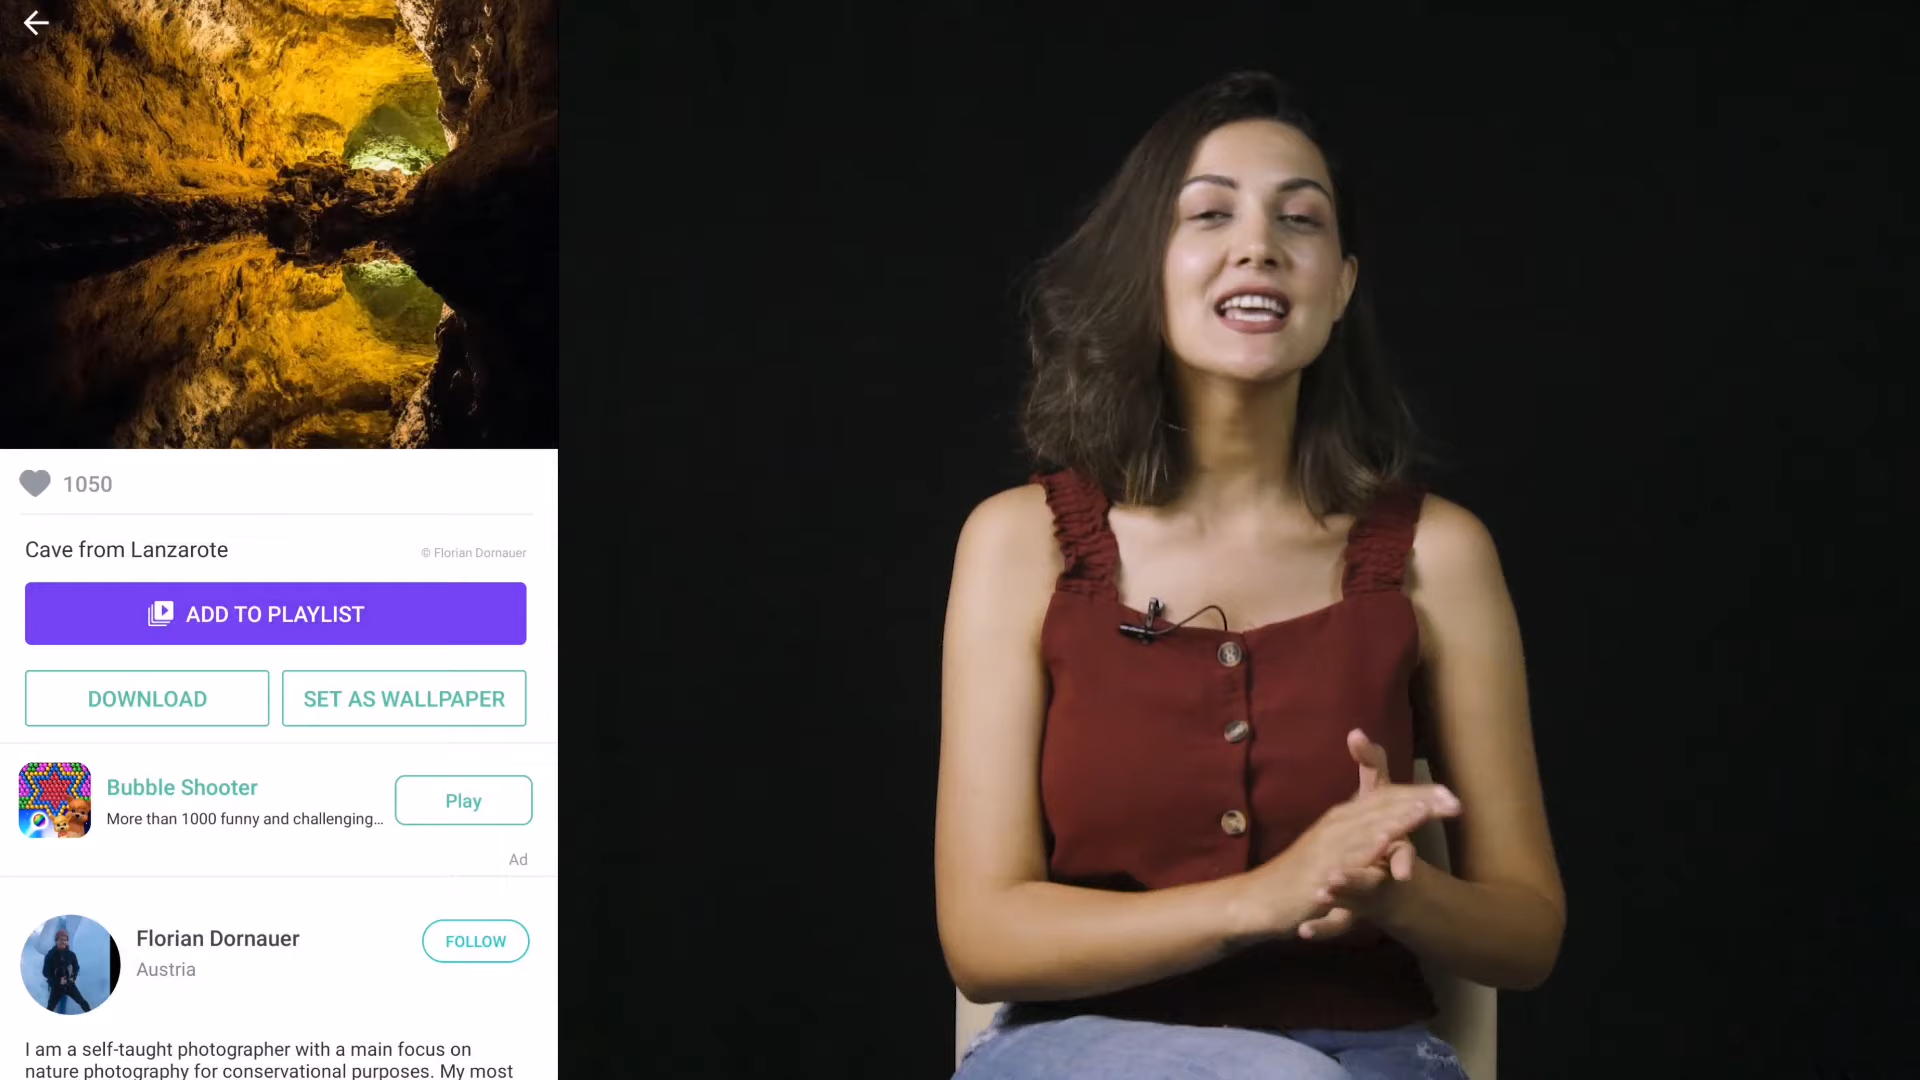 1050
Cave from Lanzarote
© Florian Dornauer
ADD TO PLAYLIST
DOWNLOAD
SET AS WALLPAPER
Bubble Shooter
More than 1000 funny and challenging...
Play
Ad
Florian Dornauer
Austria
FOLLOW
I am a self-taught photographer with a main focus on
nature photography for conservational purposes. My most